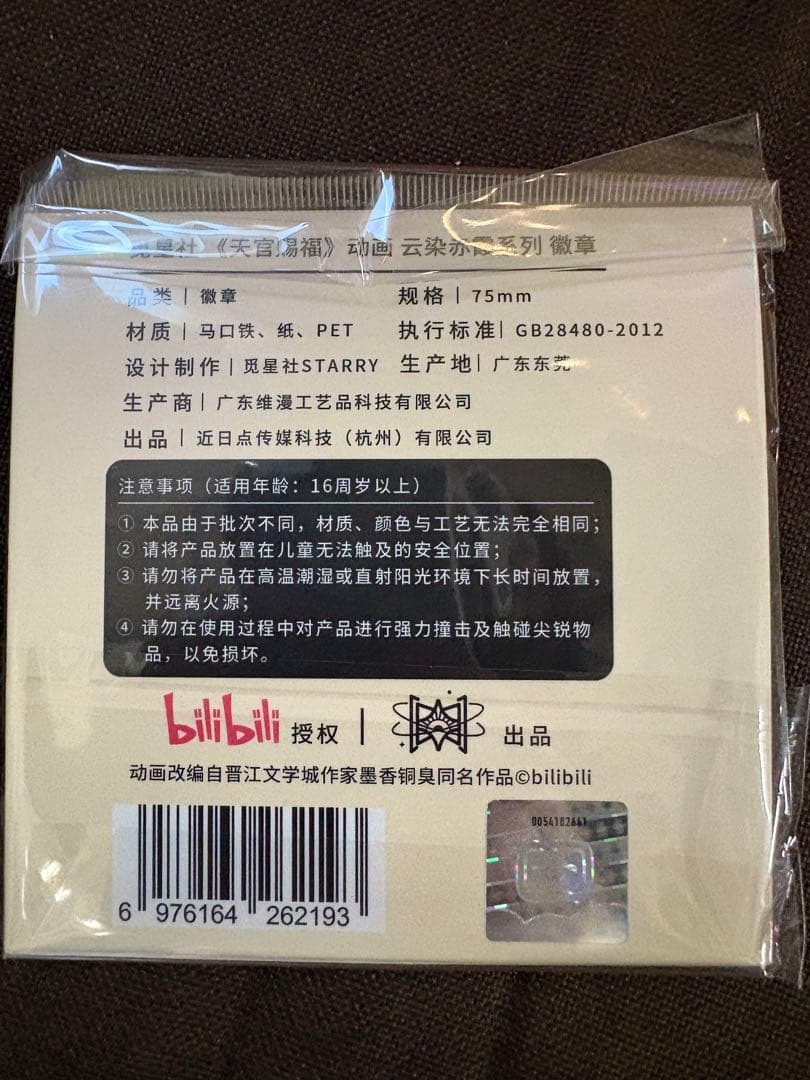 觅星社 《天官赐福》动画 云染赤霞系列 徽章
品类 | 徽章 规格 | 75mm
材质 | 马口铁、纸、PET 执行标准| GB28480-2012
设计制作 | 觅星社STARRY 生产地| 广东东莞
生产商 | 广东维漫工艺品科技有限公司
出品 | 近日点传媒科技（杭州）有限公司
注意事项（适用年龄：16周岁以上）
① 本品由于批次不同，材质、颜色与工艺无法完全相同；
② 请将产品放置在儿童无法触及的安全位置；
③ 请勿将产品在高温潮湿或直射阳光环境下长时间放置，
并远离火源；
④ 请勿在使用过程中对产品进行强力撞击及触碰尖锐物
品，以免损坏。
bilibili 授权 | 出品
动画改编自晋江文学城作家墨香铜臭同名作品©bilibili
6 976164 262193
0054102641